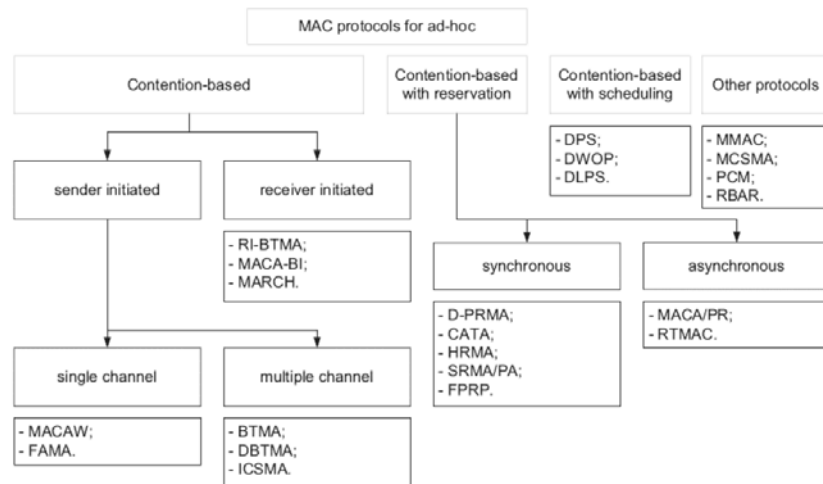 MAC protocols for ad-hoc
Contention-based
Contention-based
with reservation
Contention-based
with scheduling
Other protocols
- DPS;
- DWOP;
- DLPS.
- MMAC;
- MCSMA;
- PCM;
- RBAR.
sender initiated
receiver initiated
- RI-BTMA;
- MACA-BI;
- MARCH.
synchronous
asynchronous
- D-PRMA;
- CATA;
- HRMA;
- SRMA/PA;
- FPRP.
- MACA/PR;
- RTMAC.
single channel
multiple channel
- MACAW;
- FAMA.
- BTMA;
- DBTMA;
- ICSMA.